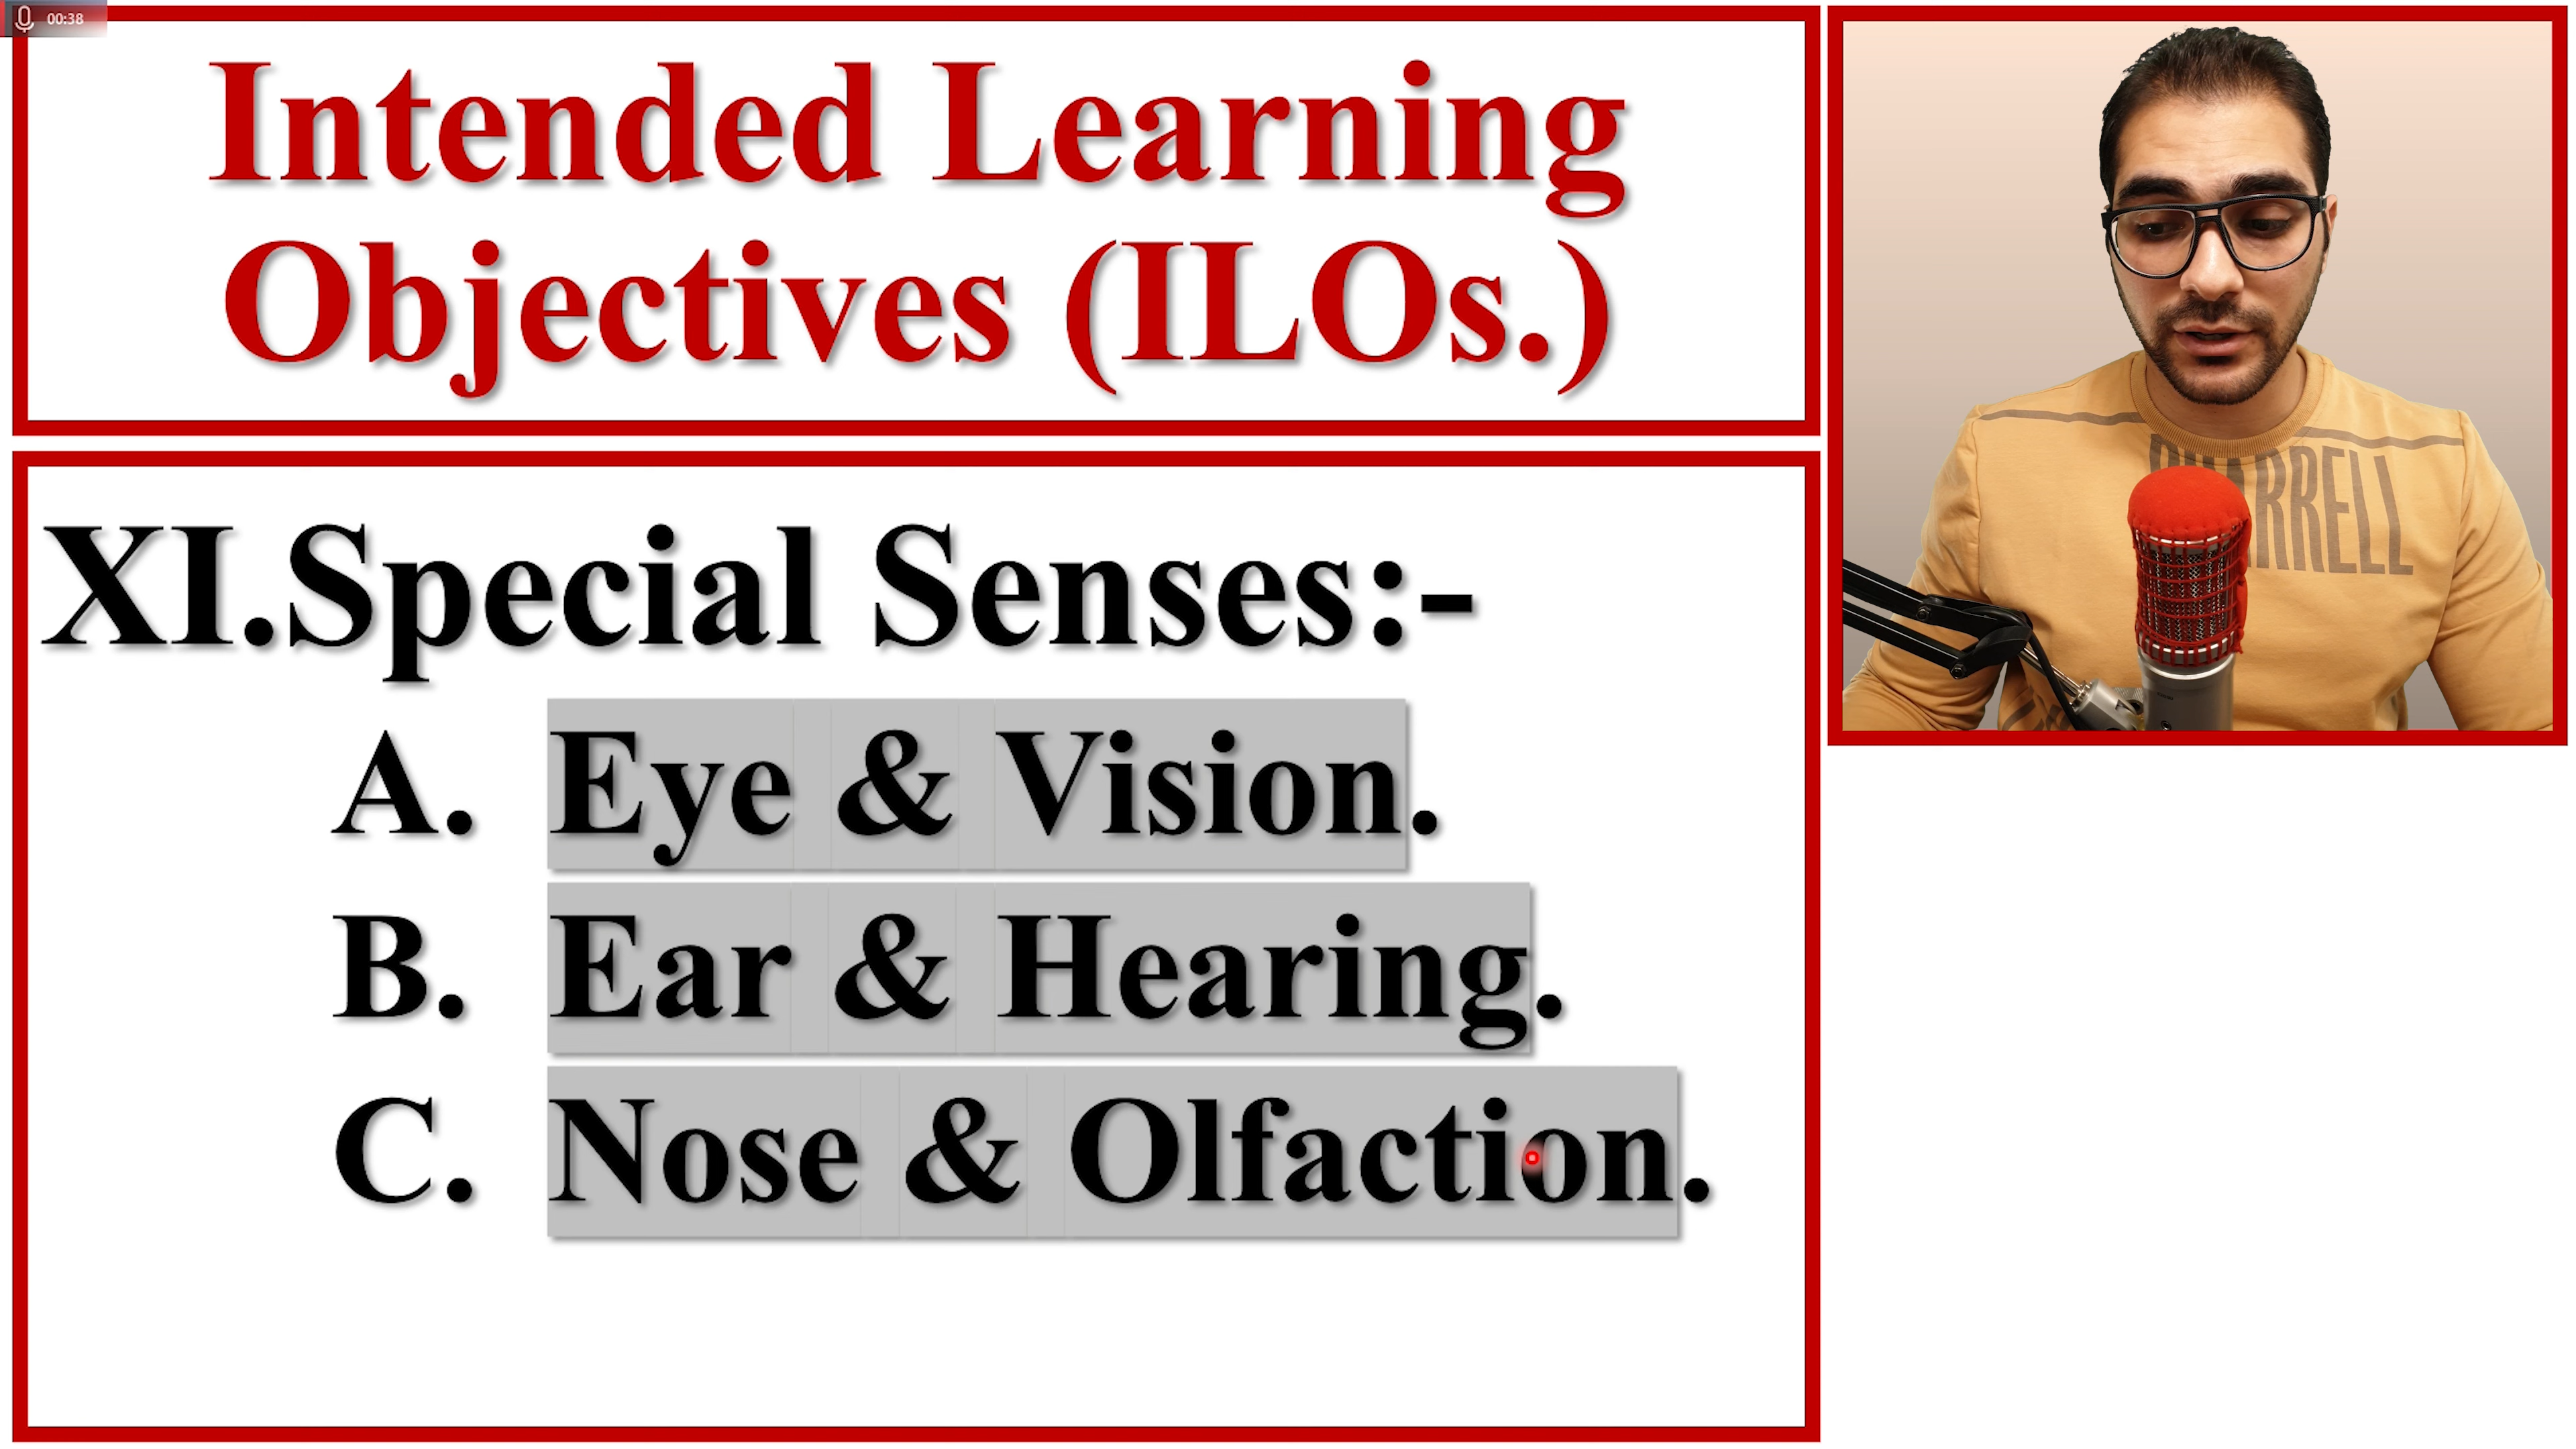 00:38
Intended Learning
Objectives (ILOs.)
XI.Special Senses:-
A. Eye & Vision.
B. Ear & Hearing.
C. Nose & Olfaction.